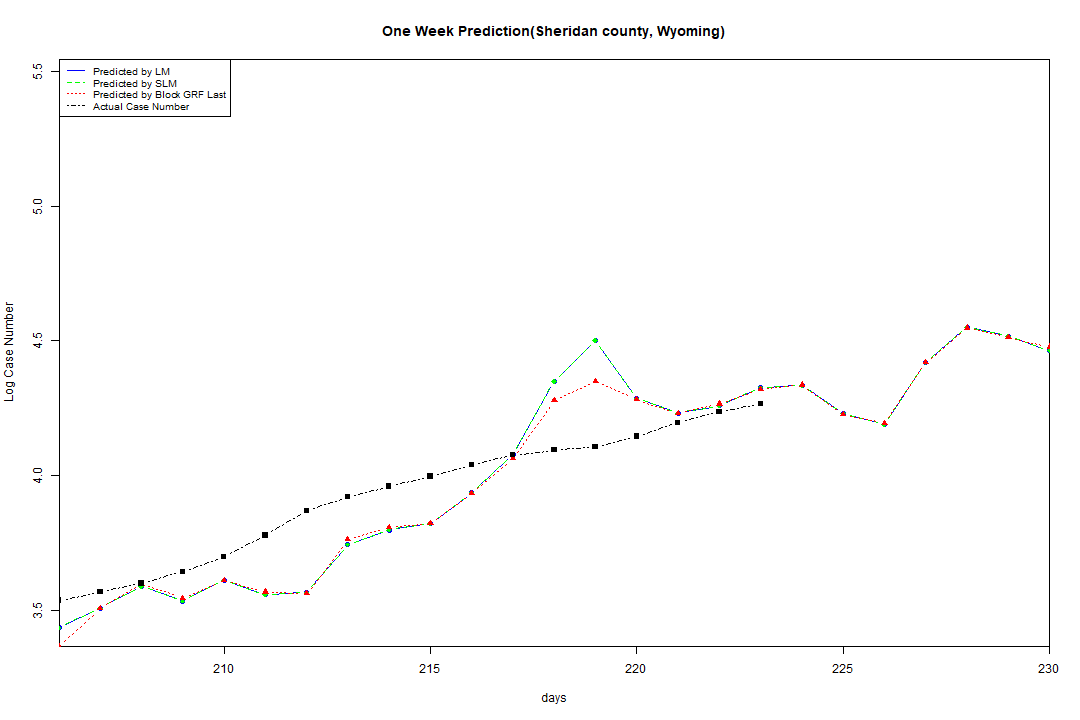 One Week Prediction(Sheridan county, Wyoming)
Predicted by LM
Predicted by SLM
Predicted by Block GRF Last
Actual Case Number
5.5
5.0
4.5
4.0
3.5
Log Case Number
210 215 220 225 230
days